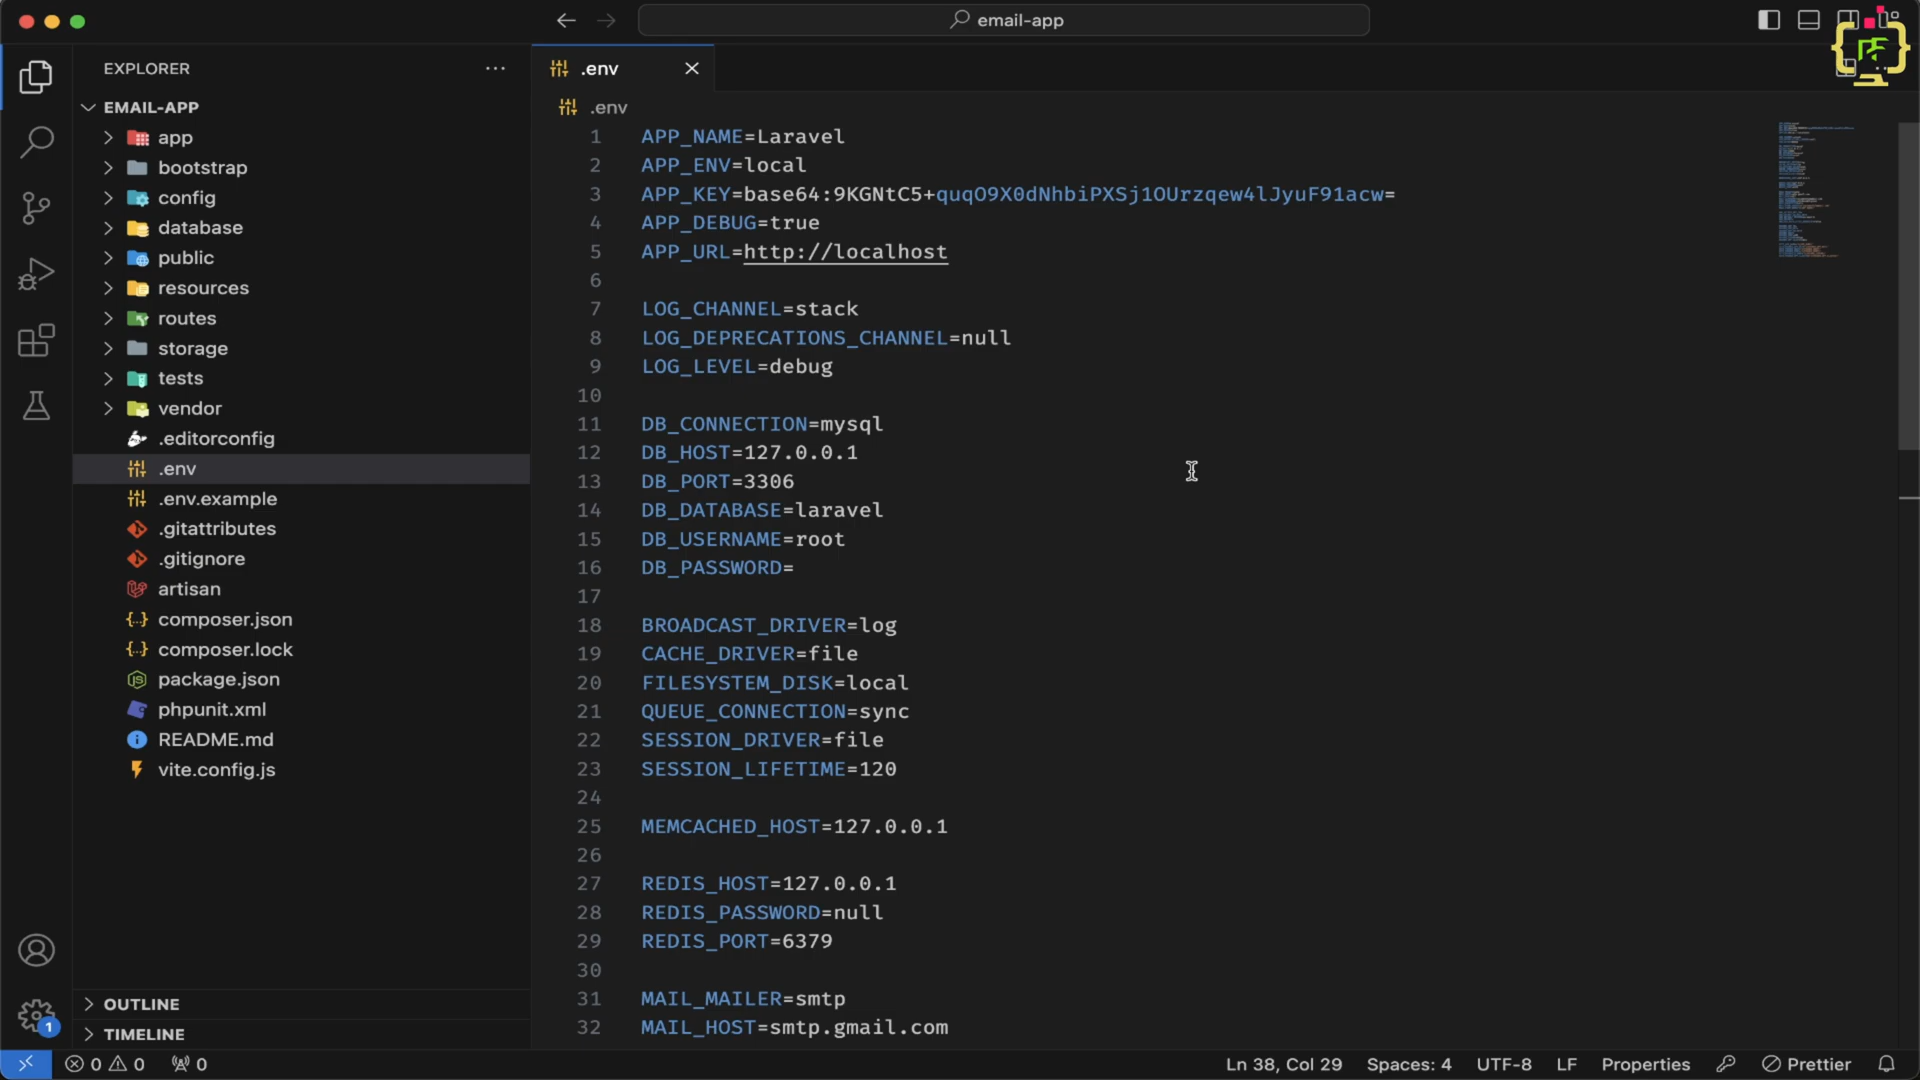 email-app
EXPLORER
EMAIL-APP
app
bootstrap
config
database
public
resources
routes
storage
tests
vendor
.editorconfig
.env
.env.example
.gitattributes
.gitignore
artisan
composer.json
composer.lock
package.json
phpunit.xml
README.md
vite.config.js
OUTLINE
TIMELINE
.env
.env
1 APP_NAME=Laravel
2 APP_ENV=local
3 APP_KEY=base64:9KGNtC5+quqO9X0dNhbiPXSj1OUrzqew4lJyuF91acw=
4 APP_DEBUG=true
5 APP_URL=http://localhost
6
7 LOG_CHANNEL=stack
8 LOG_DEPRECATIONS_CHANNEL=null
9 LOG_LEVEL=debug
10
11 DB_CONNECTION=mysql
12 DB_HOST=127.0.0.1
13 DB_PORT=3306
14 DB_DATABASE=laravel
15 DB_USERNAME=root
16 DB_PASSWORD=
17
18 BROADCAST_DRIVER=log
19 CACHE_DRIVER=file
20 FILESYSTEM_DISK=local
21 QUEUE_CONNECTION=sync
22 SESSION_DRIVER=file
23 SESSION_LIFETIME=120
24
25 MEMCACHED_HOST=127.0.0.1
26
27 REDIS_HOST=127.0.0.1
28 REDIS_PASSWORD=null
29 REDIS_PORT=6379
30
31 MAIL_MAILER=smtp
32 MAIL_HOST=smtp.gmail.com
1
0 0 0
Ln 38, Col 29 Spaces: 4 UTF-8 LF Properties Prettier